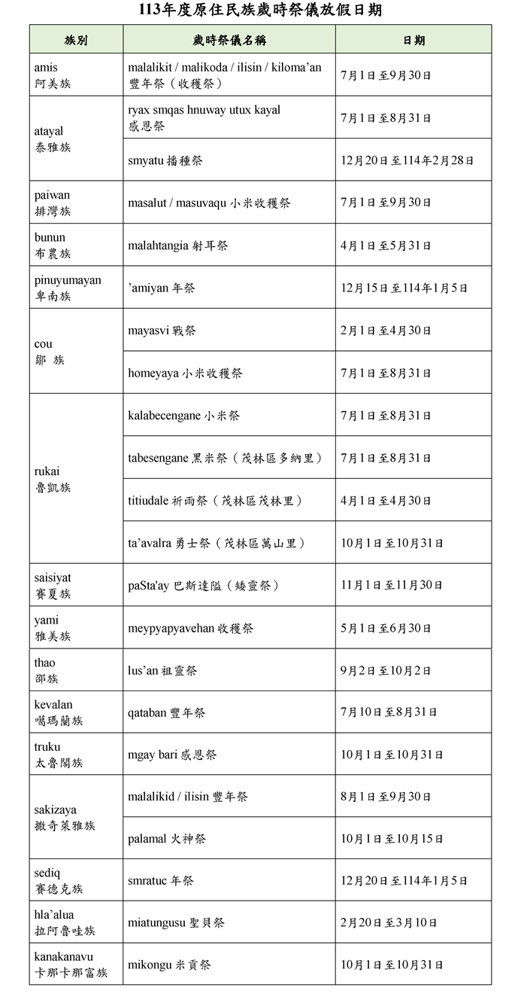 113年度原住民族歲時祭儀放假日期
族別 歲時祭儀名稱 日期
amis
阿美族
malalikit / malikoda / ilisin / kiloma’an
豐年祭（收穫祭）
7月1日至9月30日
atayal
泰雅族
ryax smqas hnuway utux kayal
感恩祭
7月1日至8月31日
smyatu 播種祭
12月20日至114年2月28日
paiwan
排灣族
masalut / masuvaqu 小米收穫祭
7月1日至9月30日
bunun
布農族
malahtangia 射耳祭
4月1日至5月31日
pinuyumayan
卑南族
’amiyan 年祭
12月15日至114年1月5日
cou
鄒 族
mayasvi 戰祭
2月1日至4月30日
homeyaya 小米收穫祭
7月1日至8月31日
rukai
魯凱族
kalabecengane 小米祭
7月1日至8月31日
tabesengane 黑米祭（茂林區多納里）
7月1日至8月31日
titiudale 祈雨祭（茂林區茂林里）
4月1日至4月30日
ta’avalra 勇士祭（茂林區萬山里）
10月1日至10月31日
saisiyat
賽夏族
paSta'ay 巴斯達隘（矮靈祭）
11月1日至11月30日
yami
雅美族
meypyapyavehan 收穫祭
5月1日至6月30日
thao
邵族
lus’an 祖靈祭
9月2日至10月2日
kevalan
噶瑪蘭族
qataban 豐年祭
7月10日至8月31日
truku
太魯閣族
mgay bari 感恩祭
10月1日至10月31日
sakizaya
撒奇萊雅族
malalikid / ilisin 豐年祭
8月1日至9月30日
palamal 火神祭
10月1日至10月15日
sediq
賽德克族
smratuc 年祭
12月20日至114年1月5日
hla’alua
拉阿魯哇族
miatungusu 聖貝祭
2月20日至3月10日
kanakanavu
卡那卡那富族
mikongu 米貢祭
10月1日至10月31日